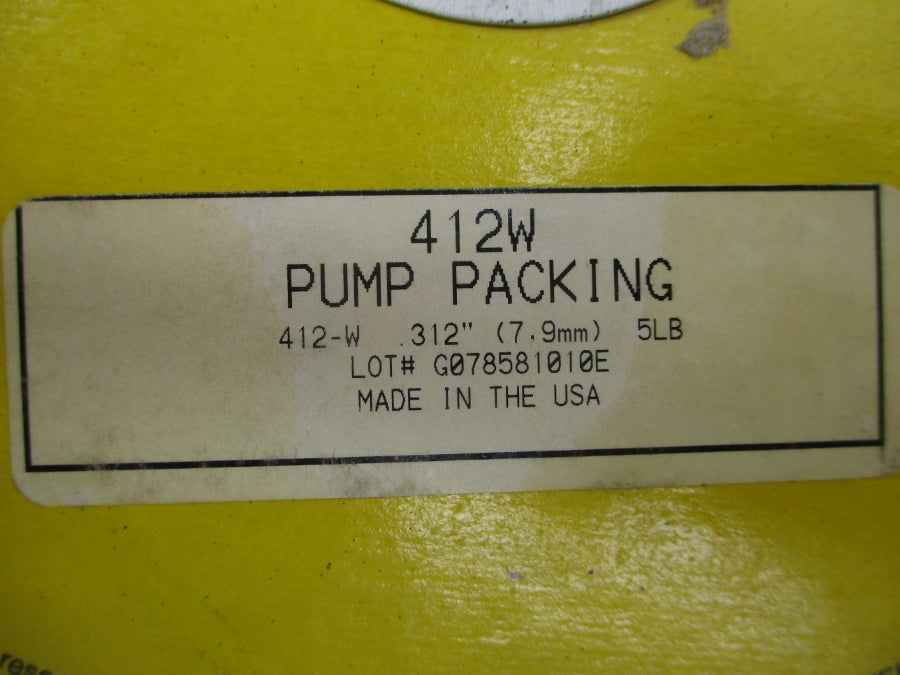 412W
PUMP PACKING
412-W .312" (7.9mm) 5LB
LOT# G078581010E
MADE IN THE USA